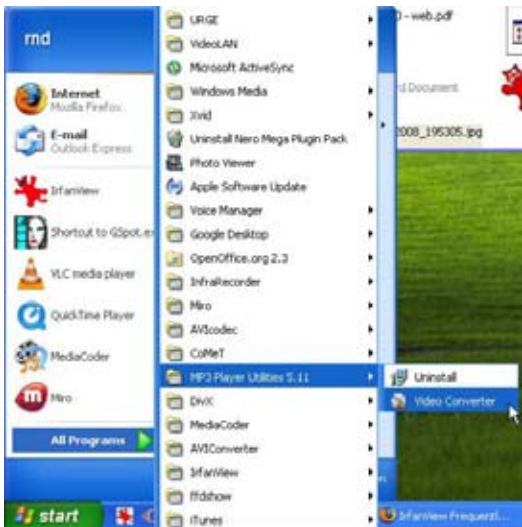 rnd
Internet
Mozilla Firefox
E-mail
Outlook Express
IrfanView
Shortcut to GSpot.ex
VLC media player
QuickTime Player
MediaCoder
Miro
All Programs
start
URGE
VideoLAN
Microsoft ActiveSync
Windows Media
Xvid
Uninstall Nero Mega Plugin Pack
Photo Viewer
Apple Software Update
Voice Manager
Google Desktop
OpenOffice.org 2.3
InfraRecorder
Miro
AVIcodec
CoMeT
MP3 Player Utilities 5.11
DivX
MediaCoder
AVIConverter
IrfanView
ffdshow
iTunes
Uninstall
Video Converter
0 - web.pdf
d Document
2008_195305.jpg
IrfanView Frequentl...